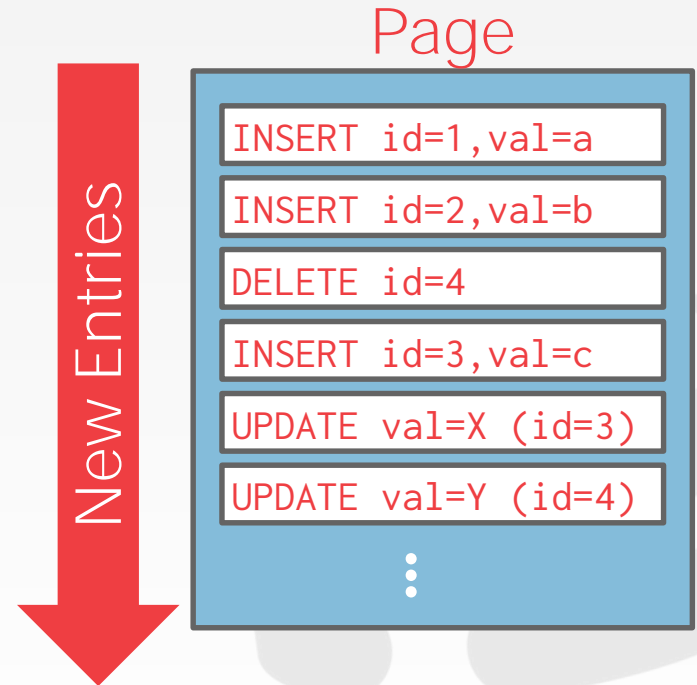 Page
New Entries
INSERT id=1,val=a
INSERT id=2,val=b
DELETE id=4
INSERT id=3,val=c
UPDATE val=X (id=3)
UPDATE val=Y (id=4)
⋮